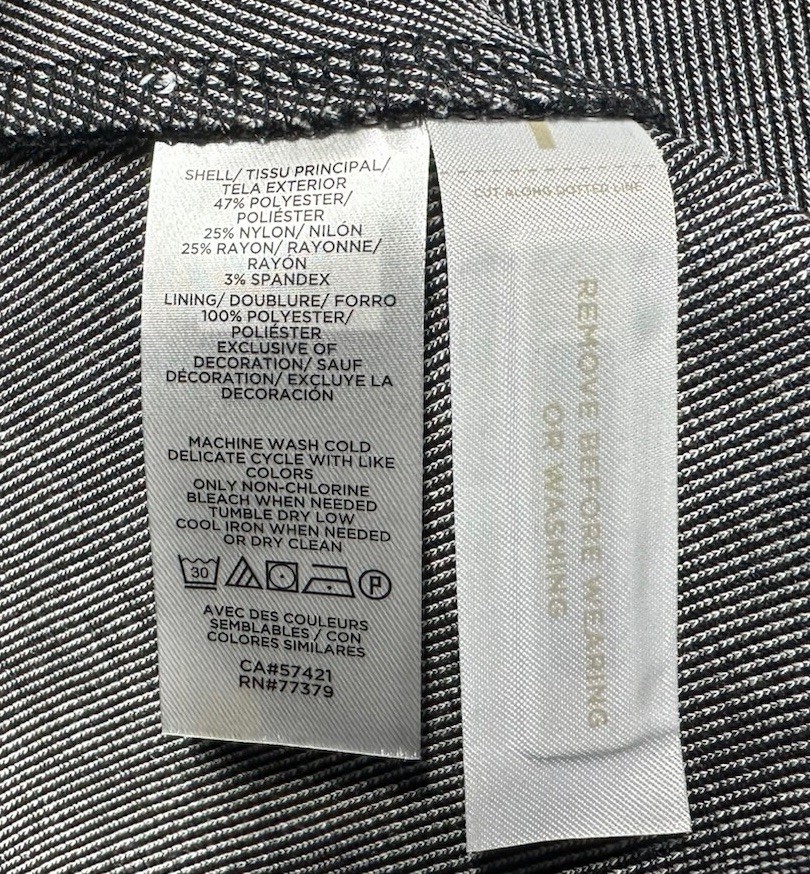 SHELL/ TISSU PRINCIPAL/
TELA EXTERIOR
47% POLYESTER/
POLIÉSTER
25% NYLON/ NILÓN
25% RAYON/ RAYONNE/
RAYÓN
3% SPANDEX
LINING/ DOUBLURE/ FORRO
100% POLYESTER/
POLIÉSTER
EXCLUSIVE OF
DECORATION/ SAUF
DÉCORATION/ EXCLUYE LA
DECORACIÓN
MACHINE WASH COLD
DELICATE CYCLE WITH LIKE
COLORS
ONLY NON-CHLORINE
BLEACH WHEN NEEDED
TUMBLE DRY LOW
COOL IRON WHEN NEEDED
OR DRY CLEAN
30 P
AVEC DES COULEURS
SEMBLABLES / CON
COLORES SIMILARES
CA#57421
RN#77379
CUT ALONG DOTTED LINE
REMOVE BEFORE WEARING
OR WASHING